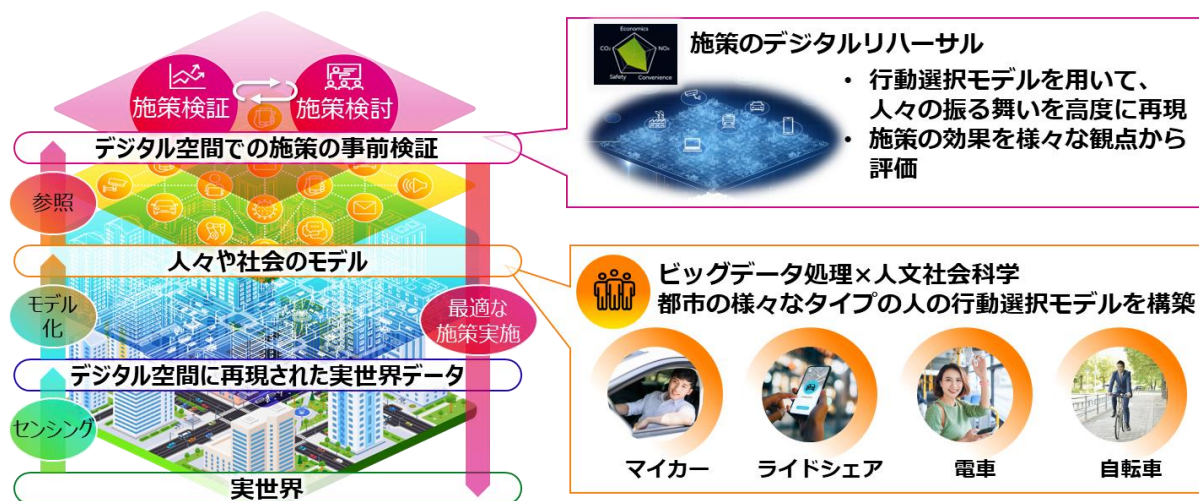 施策検証
施策検討
デジタル空間での施策の事前検証
参照
人々や社会のモデル
モデル
化
最適な
施策実施
デジタル空間に再現された実世界データ
センシング
実世界
Economics
CO₂
NOx
Safety
Convenience
施策のデジタルリハーサル
• 行動選択モデルを用いて、
人々の振る舞いを高度に再現
• 施策の効果を様々な観点から
評価
ビッグデータ処理×人文社会科学
都市の様々なタイプの人の行動選択モデルを構築
マイカー
ライドシェア
電車
自転車